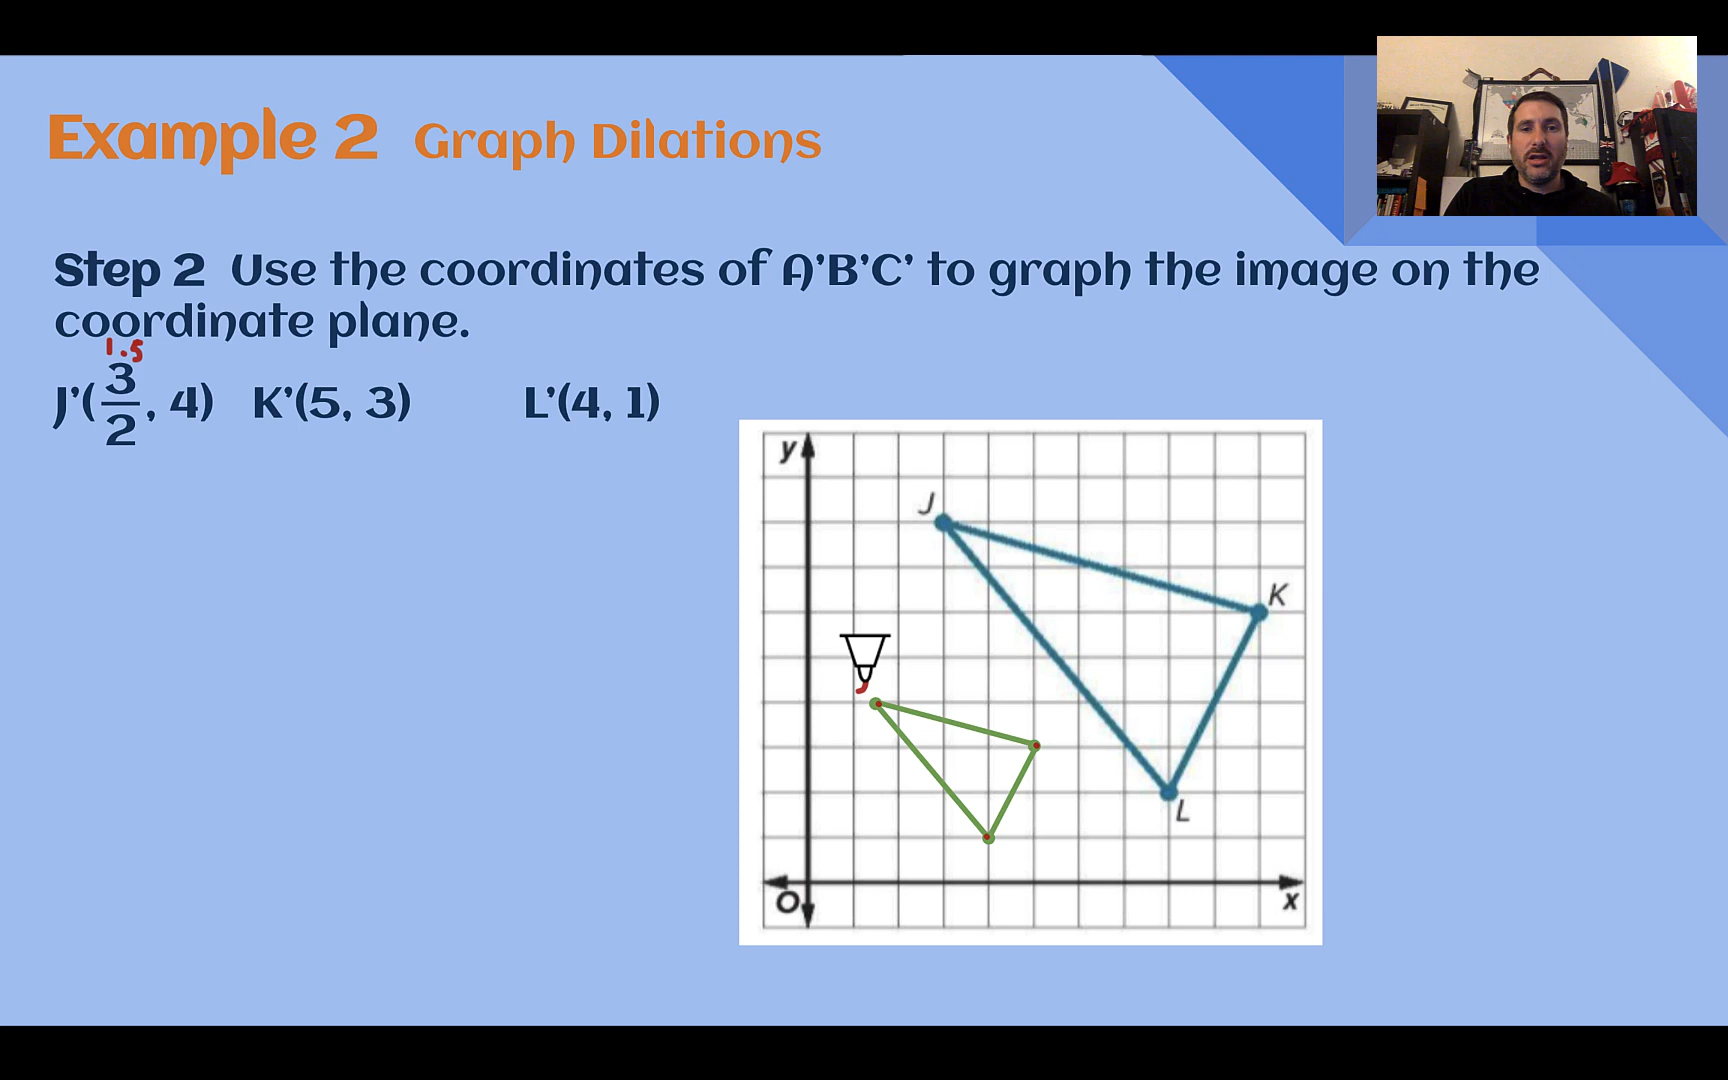 Example 2 Graph Dilations
Step 2 Use the coordinates of A’B’C’ to graph the image on the
coordinate plane.
1.5
J’(3/2, 4) K’(5, 3) L’(4, 1)
y
J
K
L
O
x